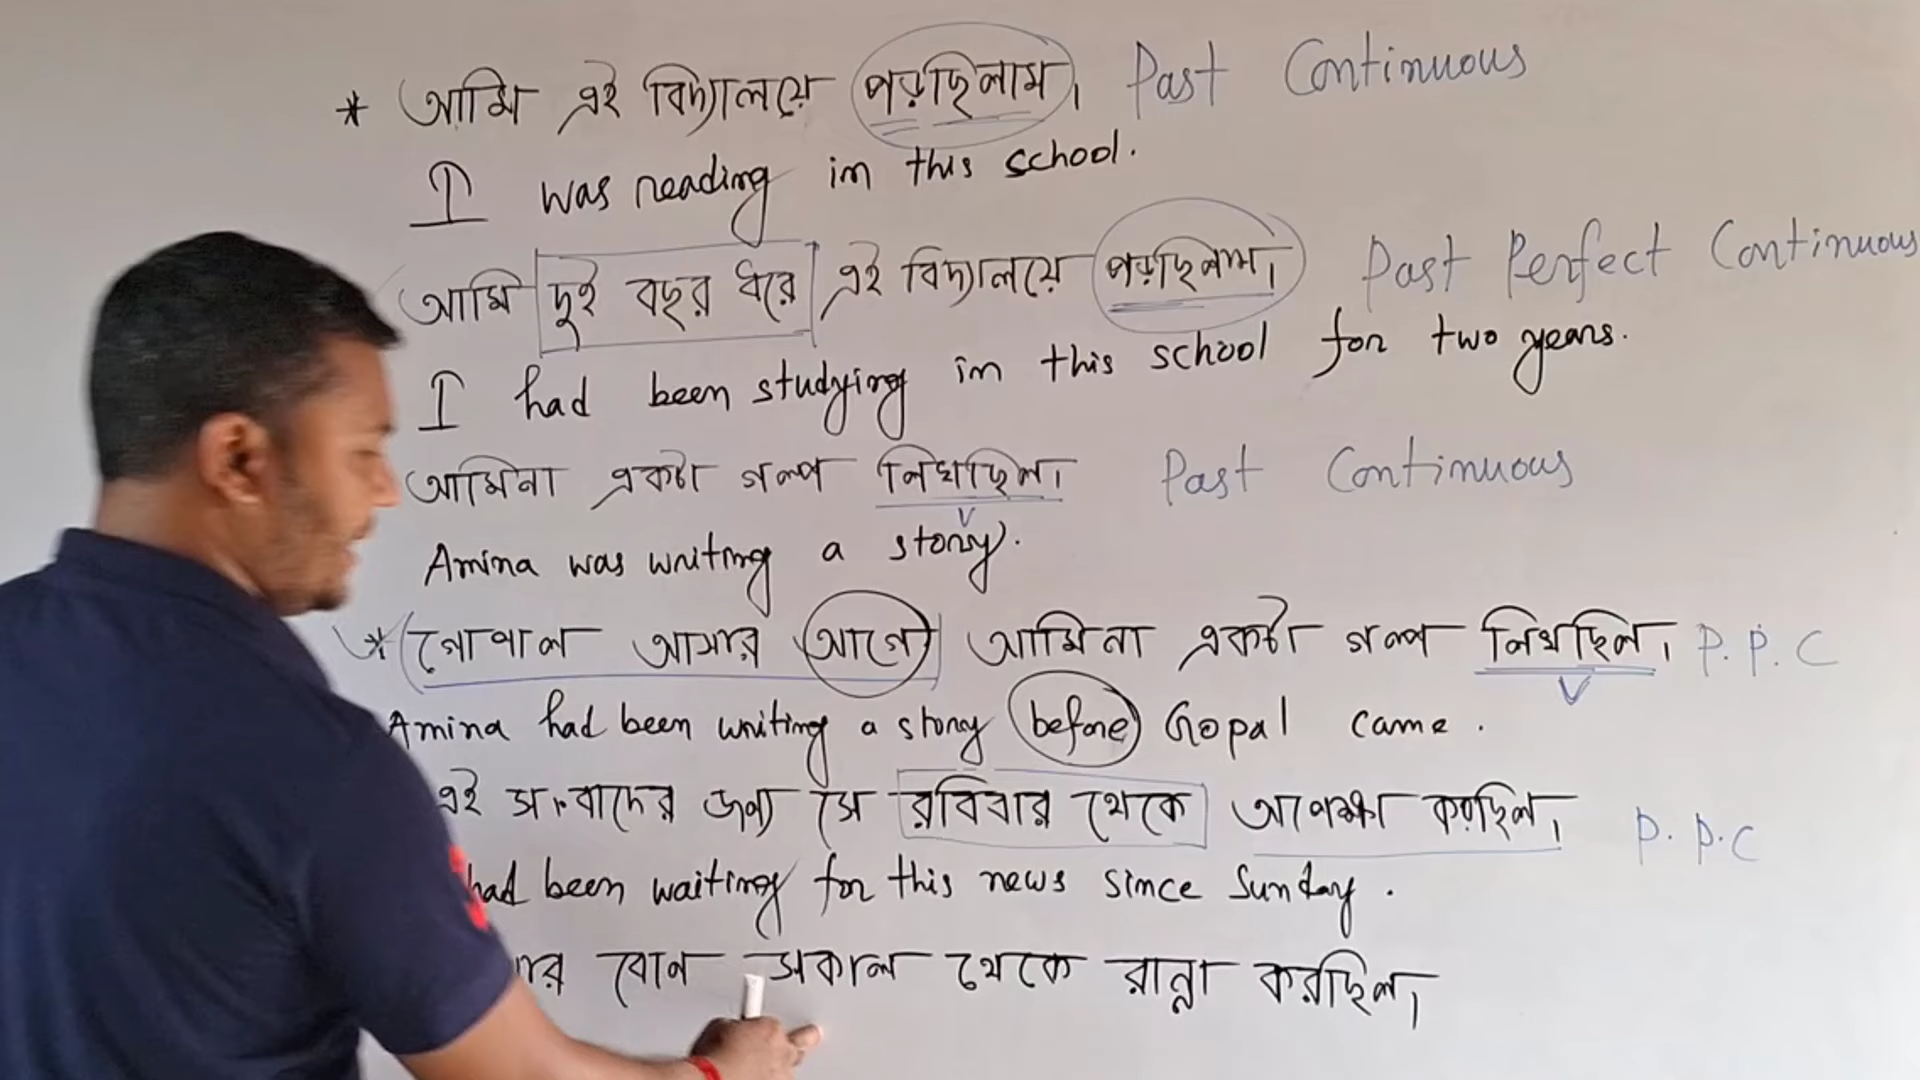 * আমি এই বিদ্যালয়ে পড়ছিলাম। Past Continuous
I was reading in this school.
আমি দুই বছর ধরে এই বিদ্যালয়ে পড়ছিলাম। Past Perfect Continuous
I had been studying in this school for two years.
আমিনা একটা গল্প লিখছিল। Past Continuous
Amina was writing a story.
* গোপাল আসার আগে আমিনা একটা গল্প লিখছিল। P. P. C
Amina had been writing a story before Gopal came.
এই সংবাদের জন্য সে রবিবার থেকে অপেক্ষা করছিল। P. P. C
had been waiting for this news since Sunday.
বোন সকাল থেকে রান্না করছিল।